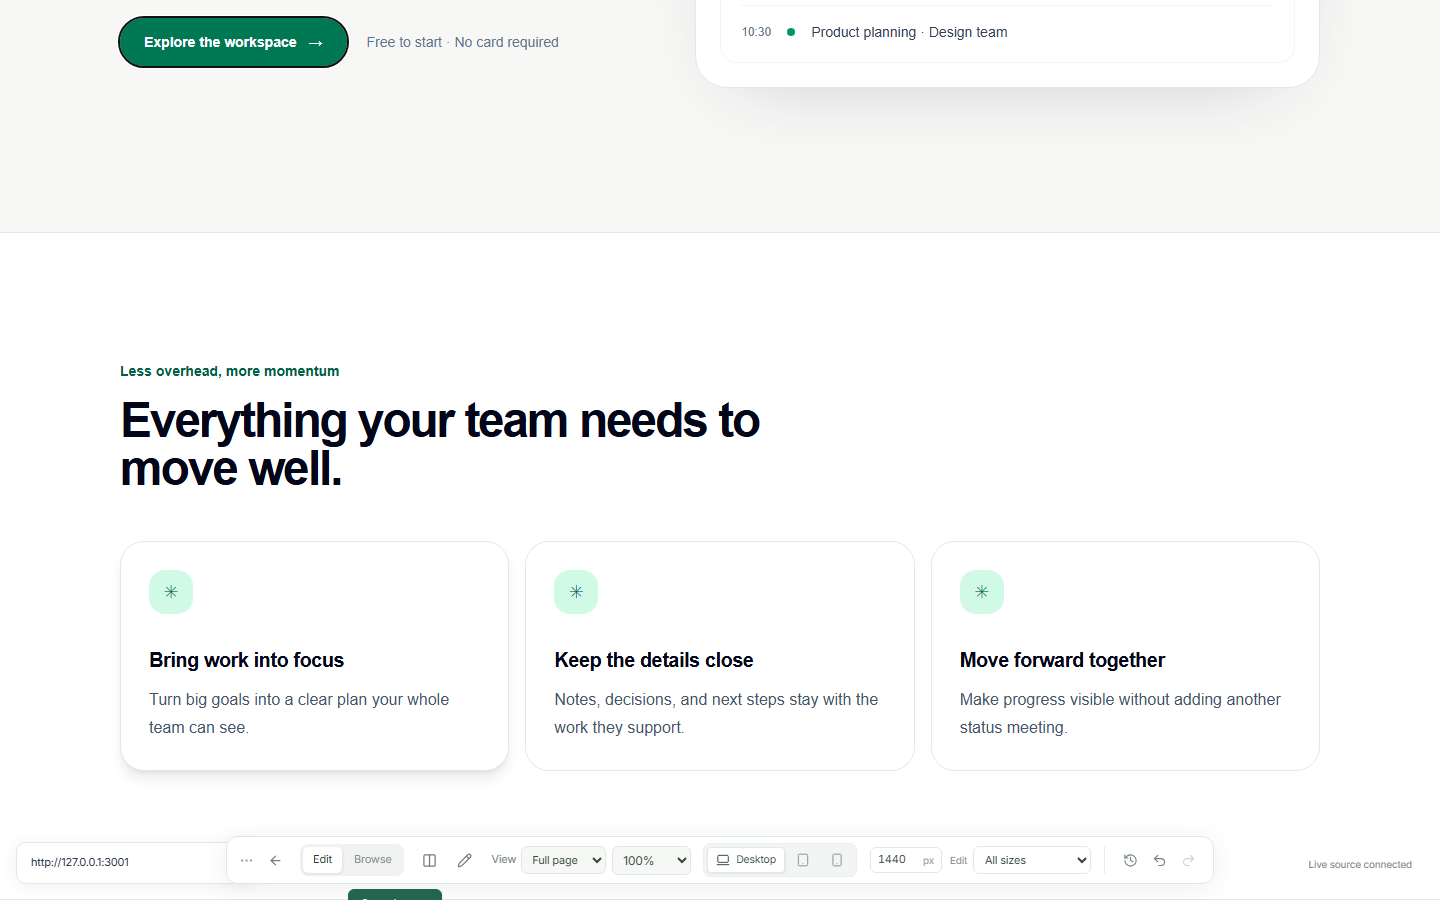 Explore the workspace →
Free to start · No card required
10:30 Product planning · Design team
Less overhead, more momentum
Everything your team needs to
move well.
Bring work into focus
Turn big goals into a clear plan your whole
team can see.
Keep the details close
Notes, decisions, and next steps stay with the
work they support.
Move forward together
Make progress visible without adding another
status meeting.
http://127.0.0.1:3001
Edit Browse View Full page 100% Desktop 1440 px Edit All sizes
Live source connected